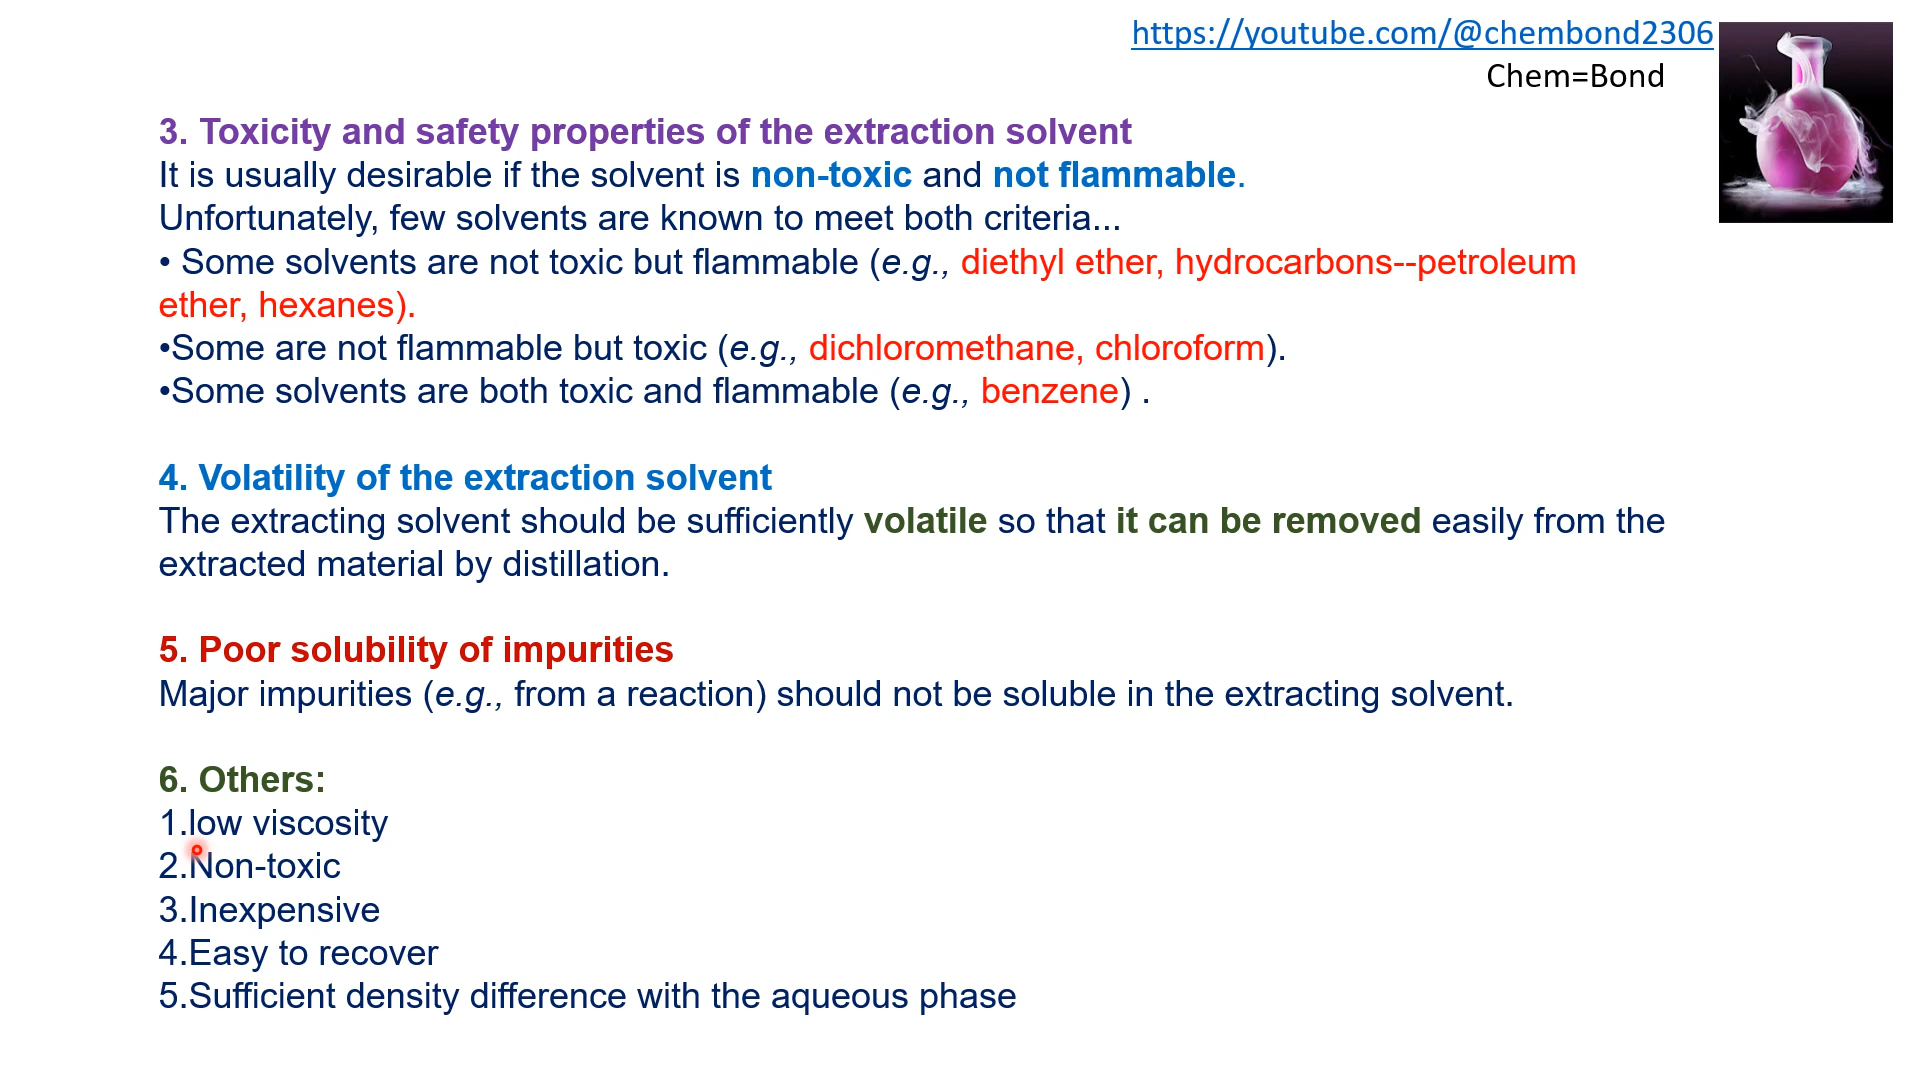 https://youtube.com/@chembond2306
Chem=Bond
3. Toxicity and safety properties of the extraction solvent
It is usually desirable if the solvent is non-toxic and not flammable.
Unfortunately, few solvents are known to meet both criteria...
• Some solvents are not toxic but flammable (e.g., diethyl ether, hydrocarbons--petroleum
ether, hexanes).
•Some are not flammable but toxic (e.g., dichloromethane, chloroform).
•Some solvents are both toxic and flammable (e.g., benzene) .
4. Volatility of the extraction solvent
The extracting solvent should be sufficiently volatile so that it can be removed easily from the
extracted material by distillation.
5. Poor solubility of impurities
Major impurities (e.g., from a reaction) should not be soluble in the extracting solvent.
6. Others:
1.low viscosity
2.Non-toxic
3.Inexpensive
4.Easy to recover
5.Sufficient density difference with the aqueous phase